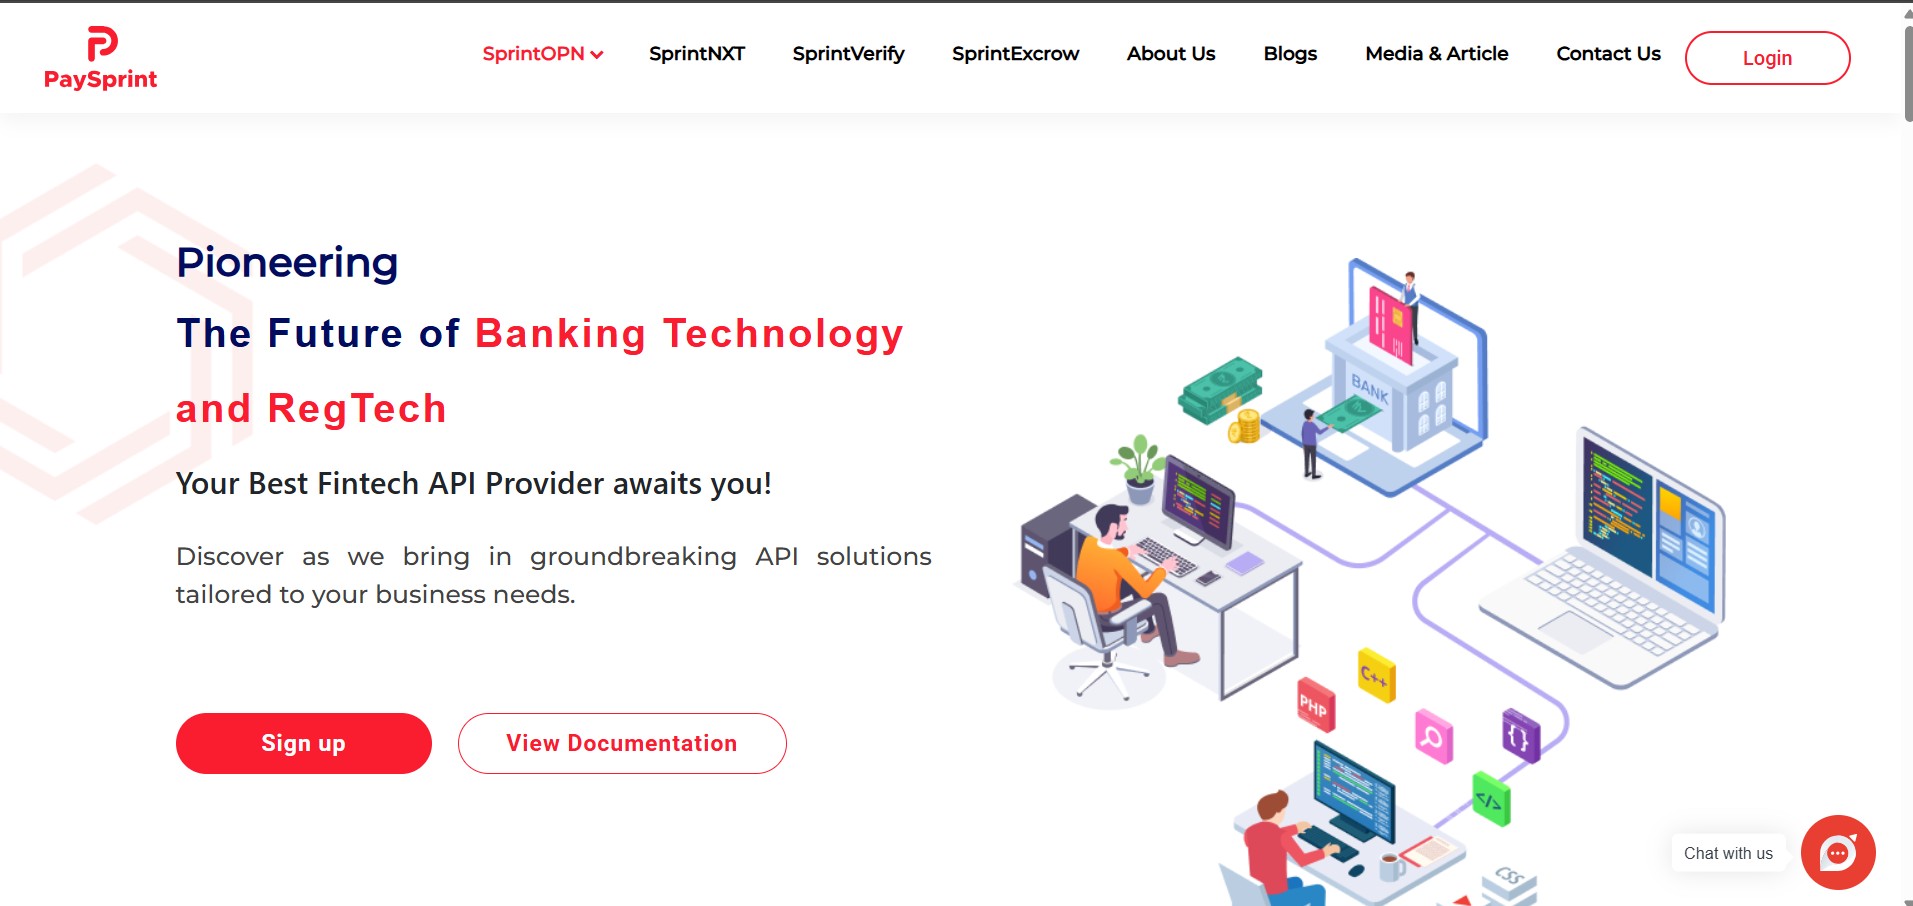 PaySprint
SprintOPN
SprintNXT
SprintVerify
SprintExcrow
About Us
Blogs
Media & Article
Contact Us
Login
Pioneering
The Future of Banking Technology
and RegTech
Your Best Fintech API Provider awaits you!
Discover as we bring in groundbreaking API solutions
tailored to your business needs.
Sign up
View Documentation
BANK
C++
PHP
{}
</>
CSS
Chat with us